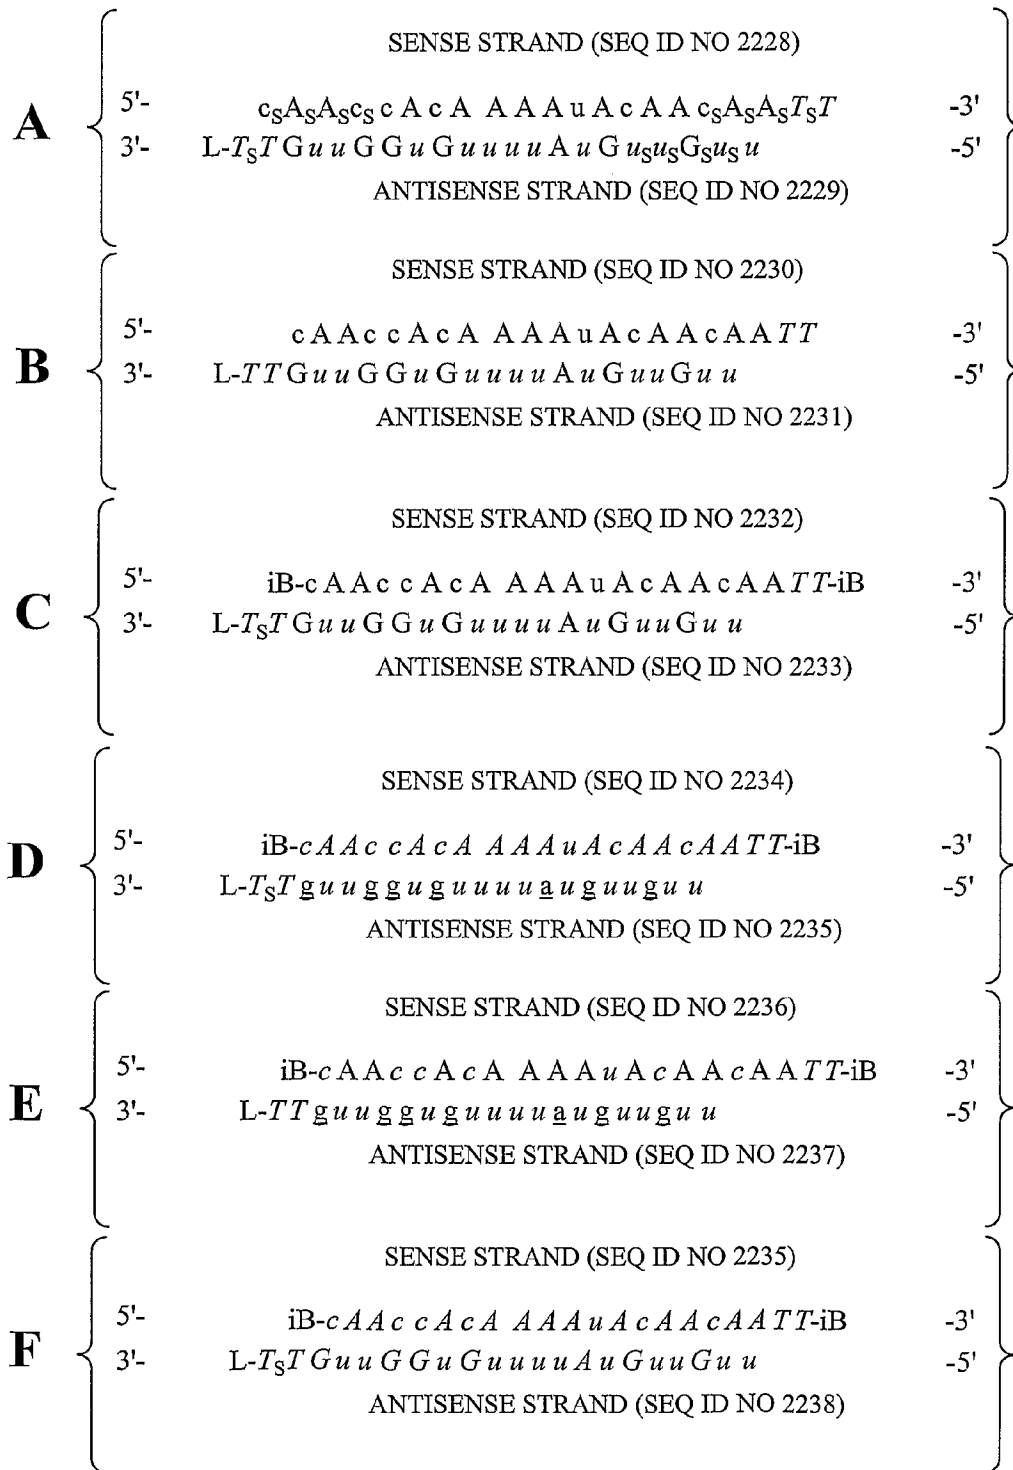 SENSE STRAND (SEQ ID NO 2228)
A
5'- cSASAScS c A c A A A A u A c A A cSASASTST -3'
3'- L-TST G u u G G u G u u u u A u G uSuSGSuS u -5'
ANTISENSE STRAND (SEQ ID NO 2229)
SENSE STRAND (SEQ ID NO 2230)
B
5'- c A A c c A c A A A A u A c A A c A A T T -3'
3'- L-T T G u u G G u G u u u u A u G u u G u u -5'
ANTISENSE STRAND (SEQ ID NO 2231)
SENSE STRAND (SEQ ID NO 2232)
C
5'- iB-c A A c c A c A A A A u A c A A c A A T T-iB -3'
3'- L-TST G u u G G u G u u u u A u G u u G u u -5'
ANTISENSE STRAND (SEQ ID NO 2233)
SENSE STRAND (SEQ ID NO 2234)
D
5'- iB-c A A c c A c A A A A u A c A A c A A T T-iB -3'
3'- L-TST g u u g g u g u u u u a u g u u g u u -5'
ANTISENSE STRAND (SEQ ID NO 2235)
SENSE STRAND (SEQ ID NO 2236)
E
5'- iB-c A A c c A c A A A A u A c A A c A A T T-iB -3'
3'- L-T T g u u g g u g u u u u a u g u u g u u -5'
ANTISENSE STRAND (SEQ ID NO 2237)
SENSE STRAND (SEQ ID NO 2235)
F
5'- iB-c A A c c A c A A A A u A c A A c A A T T-iB -3'
3'- L-TST G u u G G u G u u u u A u G u u G u u -5'
ANTISENSE STRAND (SEQ ID NO 2238)